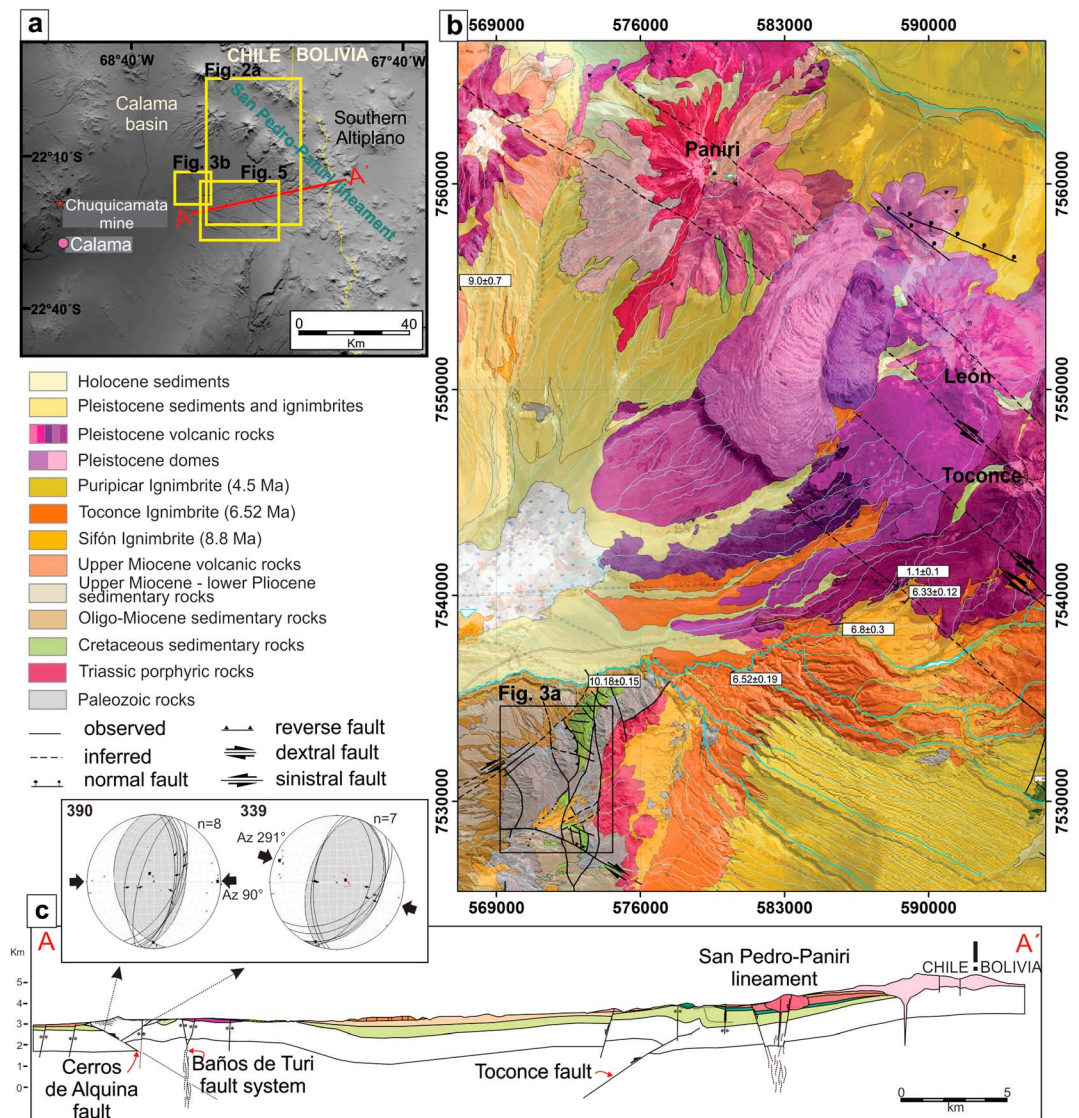 a
68°40´W
CHILE
BOLIVIA
67°40´W
Fig. 2a
San Pedro-Paniri lineament
Calama
basin
Southern
Altiplano
22°10´S
Fig. 3b
Fig. 5
A
A´
Chuquicamata
mine
Calama
22°40´S
0 40
Km
b
569000 576000 583000 590000
7560000
7550000
7540000
7530000
Paniri
9.0±0.7
León
Toconce
1.1±0.1
6.33±0.12
6.8±0.3
10.18±0.15
6.52±0.19
Fig. 3a
7560000
7550000
7540000
7530000
569000 576000 583000 590000
Holocene sediments
Pleistocene sediments and ignimbrites
Pleistocene volcanic rocks
Pleistocene domes
Puripicar Ignimbrite (4.5 Ma)
Toconce Ignimbrite (6.52 Ma)
Sifón Ignimbrite (8.8 Ma)
Upper Miocene volcanic rocks
Upper Miocene - lower Pliocene
sedimentary rocks
Oligo-Miocene sedimentary rocks
Cretaceous sedimentary rocks
Triassic porphyric rocks
Paleozoic rocks
observed
reverse fault
inferred
dextral fault
normal fault
sinistral fault
390
n=8
339
n=7
Az 291°
Az 90°
c
A
A´
Km
5
4
3
2
1
0
San Pedro-Paniri
lineament
CHILE
BOLIVIA
Cerros
de Alquina
fault
Baños de Turi
fault system
Toconce fault
0 5
km